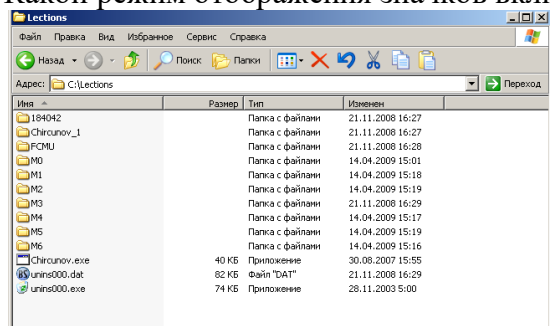 Какой режим отображения значков вкл
Lections
Файл Правка Вид Избранное Сервис Справка
Назад Поиск Папки
Адрес: C:\Lections Переход
Имя Размер Тип Изменен
184042 Папка с файлами 21.11.2008 16:27
Chircunov_1 Папка с файлами 21.11.2008 16:27
FCMU Папка с файлами 21.11.2008 16:28
M0 Папка с файлами 14.04.2009 15:01
M1 Папка с файлами 14.04.2009 15:18
M2 Папка с файлами 14.04.2009 15:19
M3 Папка с файлами 21.11.2008 16:29
M4 Папка с файлами 14.04.2009 15:17
M5 Папка с файлами 14.04.2009 15:19
M6 Папка с файлами 14.04.2009 15:16
Chircunov.exe 40 КБ Приложение 30.08.2007 15:55
unins000.dat 82 КБ Файл "DAT" 21.11.2008 16:29
unins000.exe 74 КБ Приложение 28.11.2003 5:00